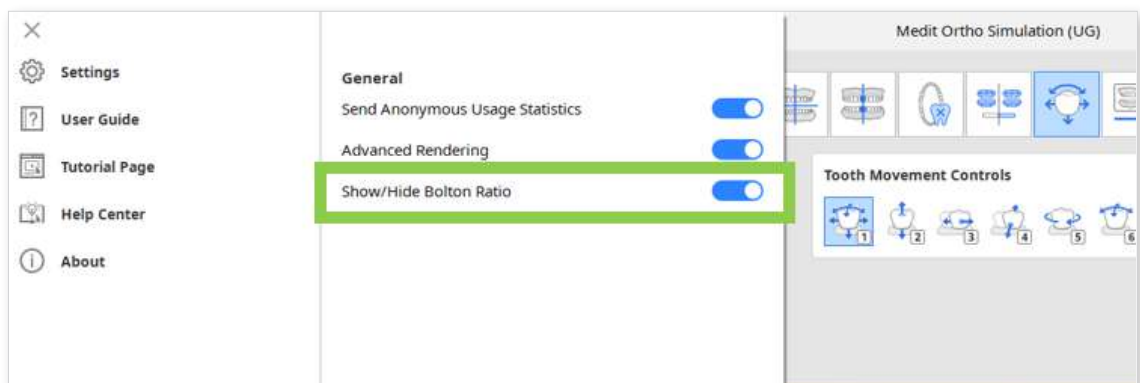 Settings
User Guide
Tutorial Page
Help Center
About
General
Send Anonymous Usage Statistics
Advanced Rendering
Show/Hide Bolton Ratio
Medit Ortho Simulation (UG)
Tooth Movement Controls
1 2 3 4 5 6